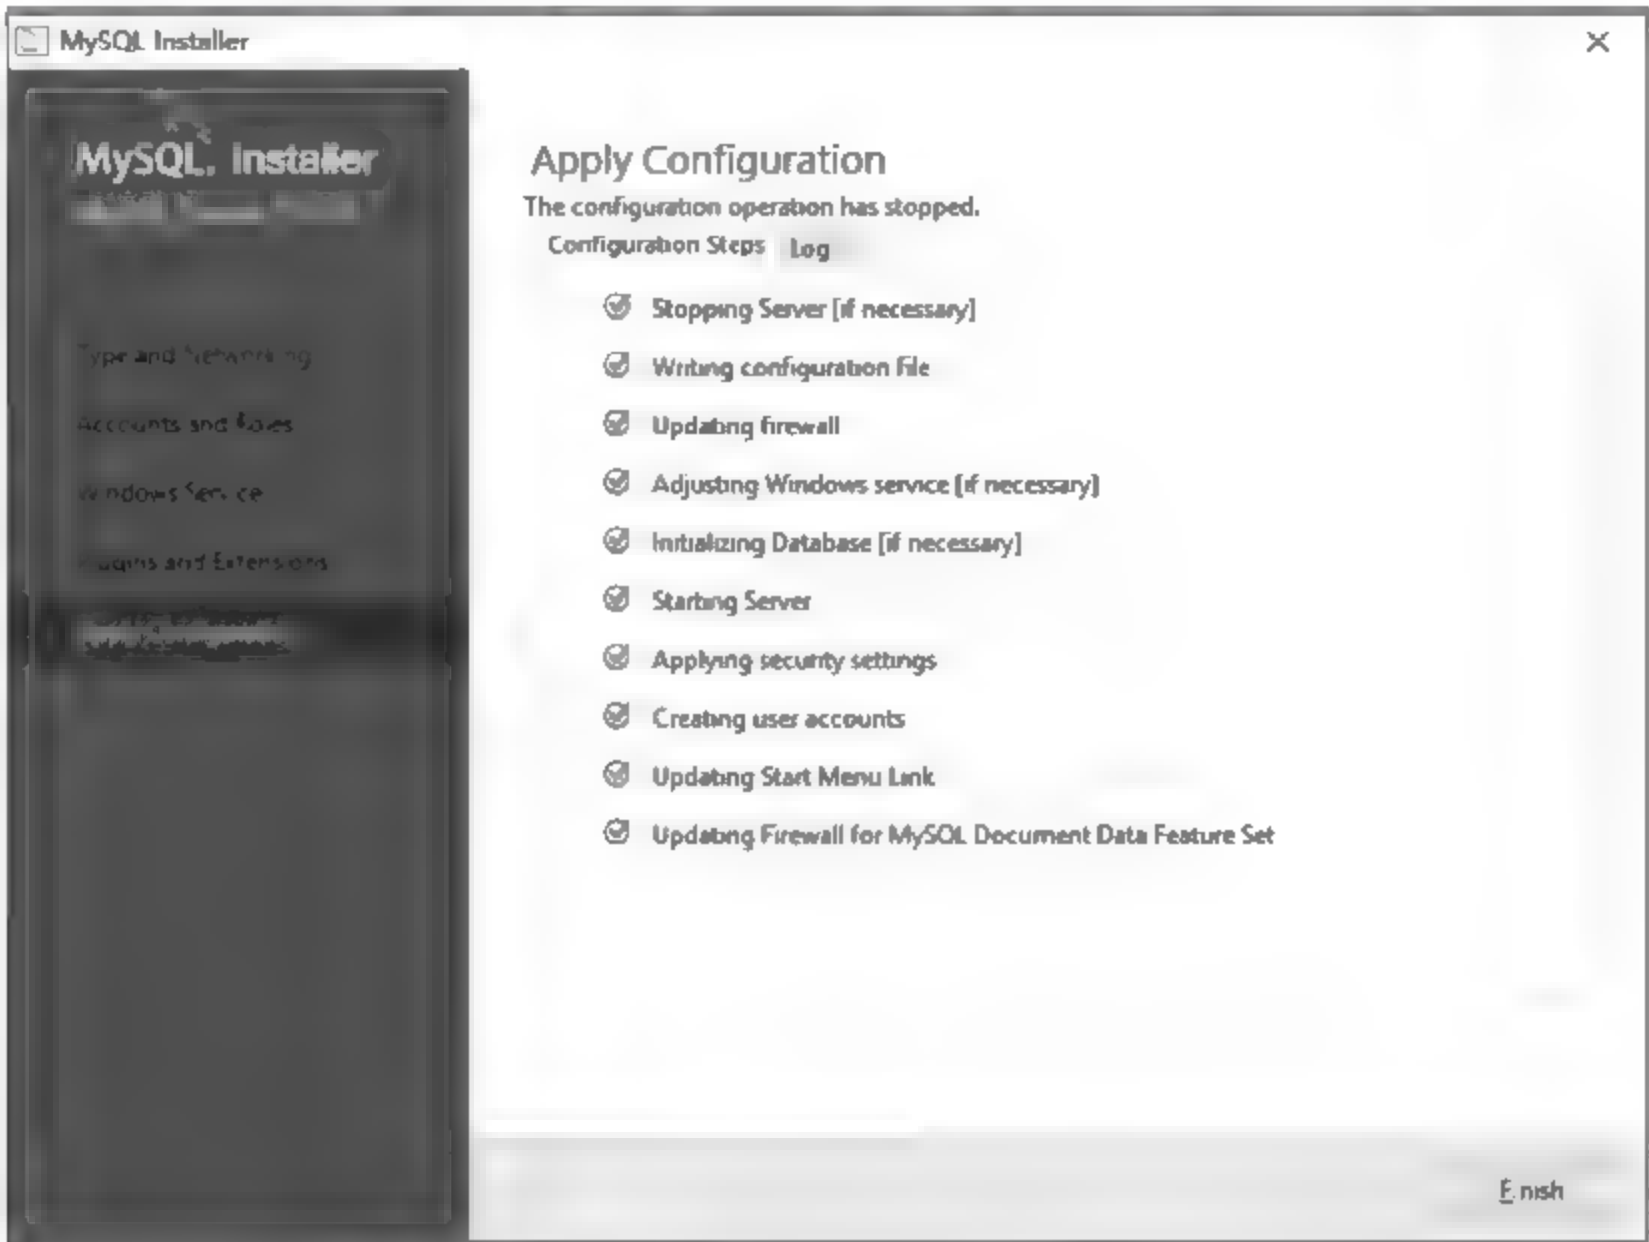 MySQL Installer
MySQL. Installer
Type and Networking
Accounts and Roles
Windows Service
Plugins and Extensions
Apply Configuration
The configuration operation has stopped.
Configuration Steps Log
Stopping Server [if necessary]
Writing configuration file
Updating firewall
Adjusting Windows service [if necessary]
Initializing Database [if necessary]
Starting Server
Applying security settings
Creating user accounts
Updating Start Menu Link
Updating Firewall for MySQL Document Data Feature Set
Finish